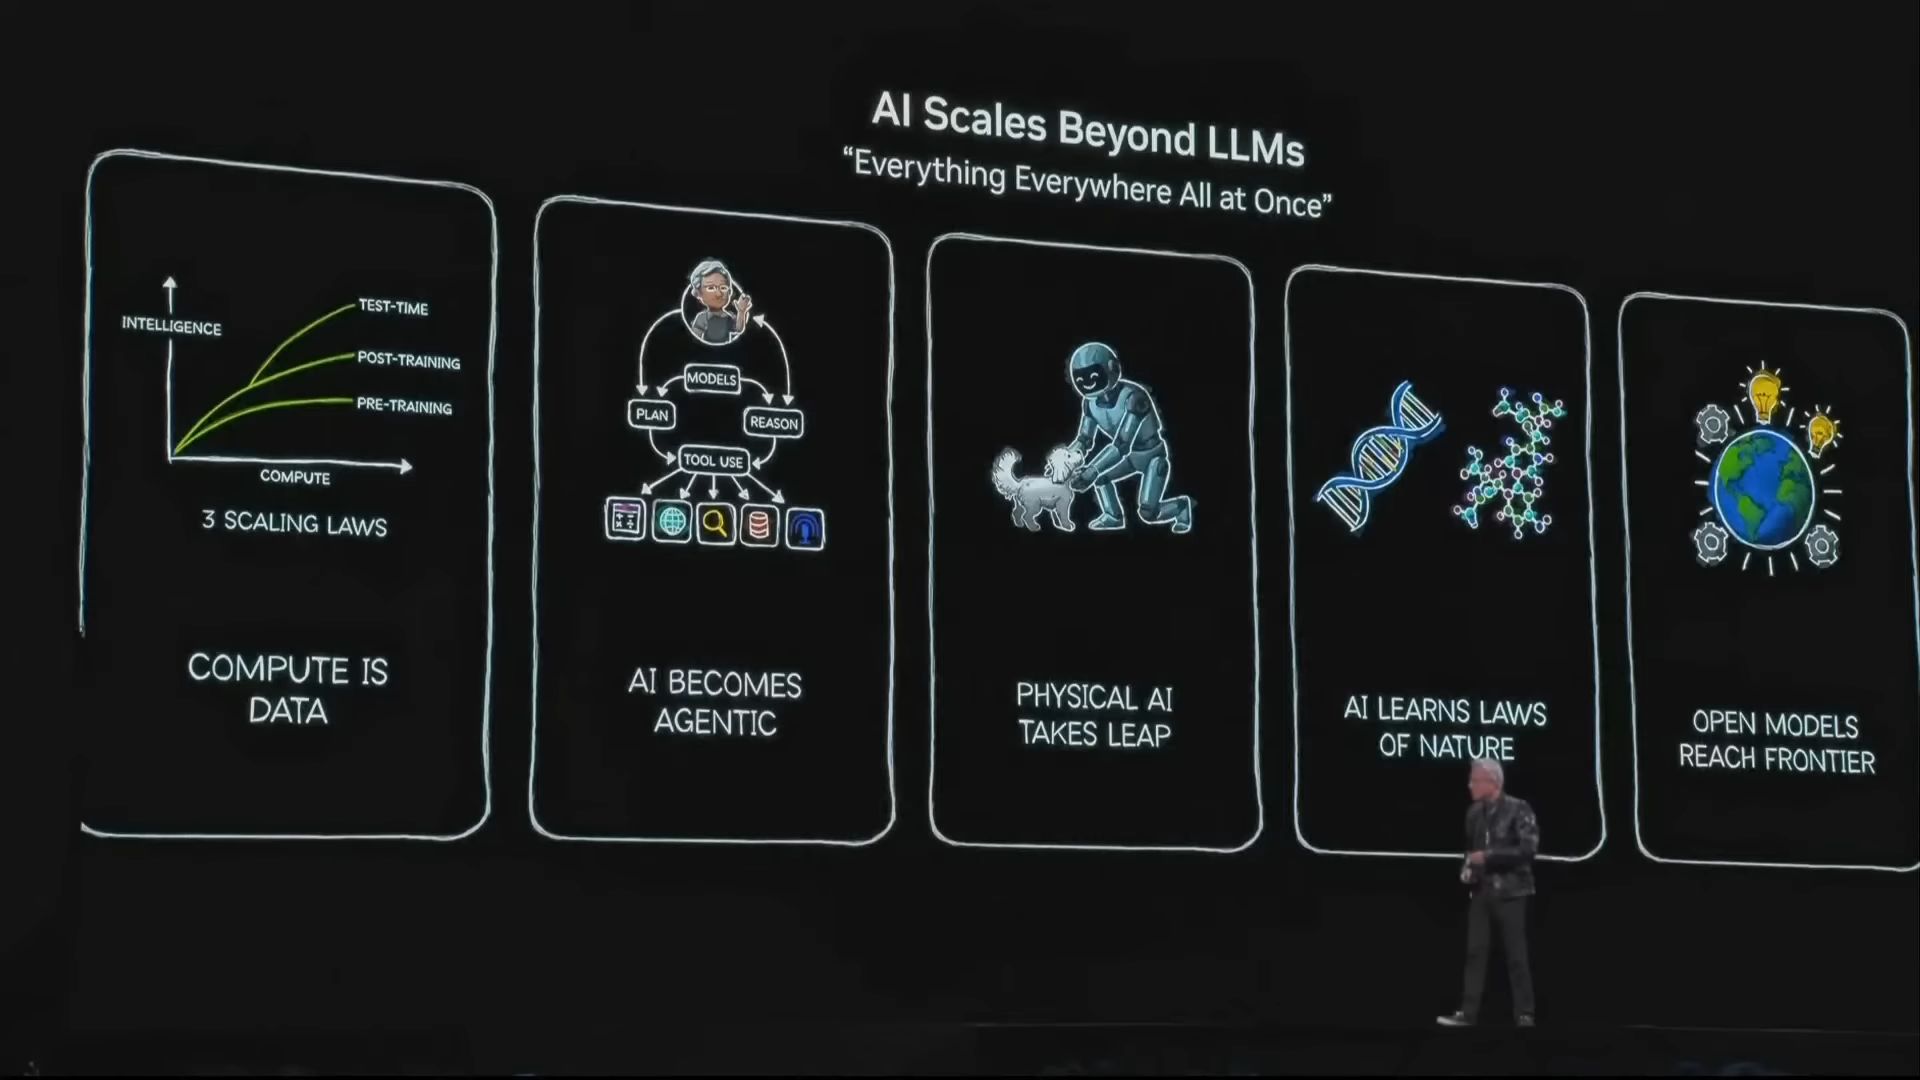 AI Scales Beyond LLMs
“Everything Everywhere All at Once”
INTELLIGENCE
TEST-TIME
POST-TRAINING
PRE-TRAINING
COMPUTE
3 SCALING LAWS
COMPUTE IS
DATA
MODELS
PLAN
REASON
TOOL USE
AI BECOMES
AGENTIC
PHYSICAL AI
TAKES LEAP
AI LEARNS LAWS
OF NATURE
OPEN MODELS
REACH FRONTIER